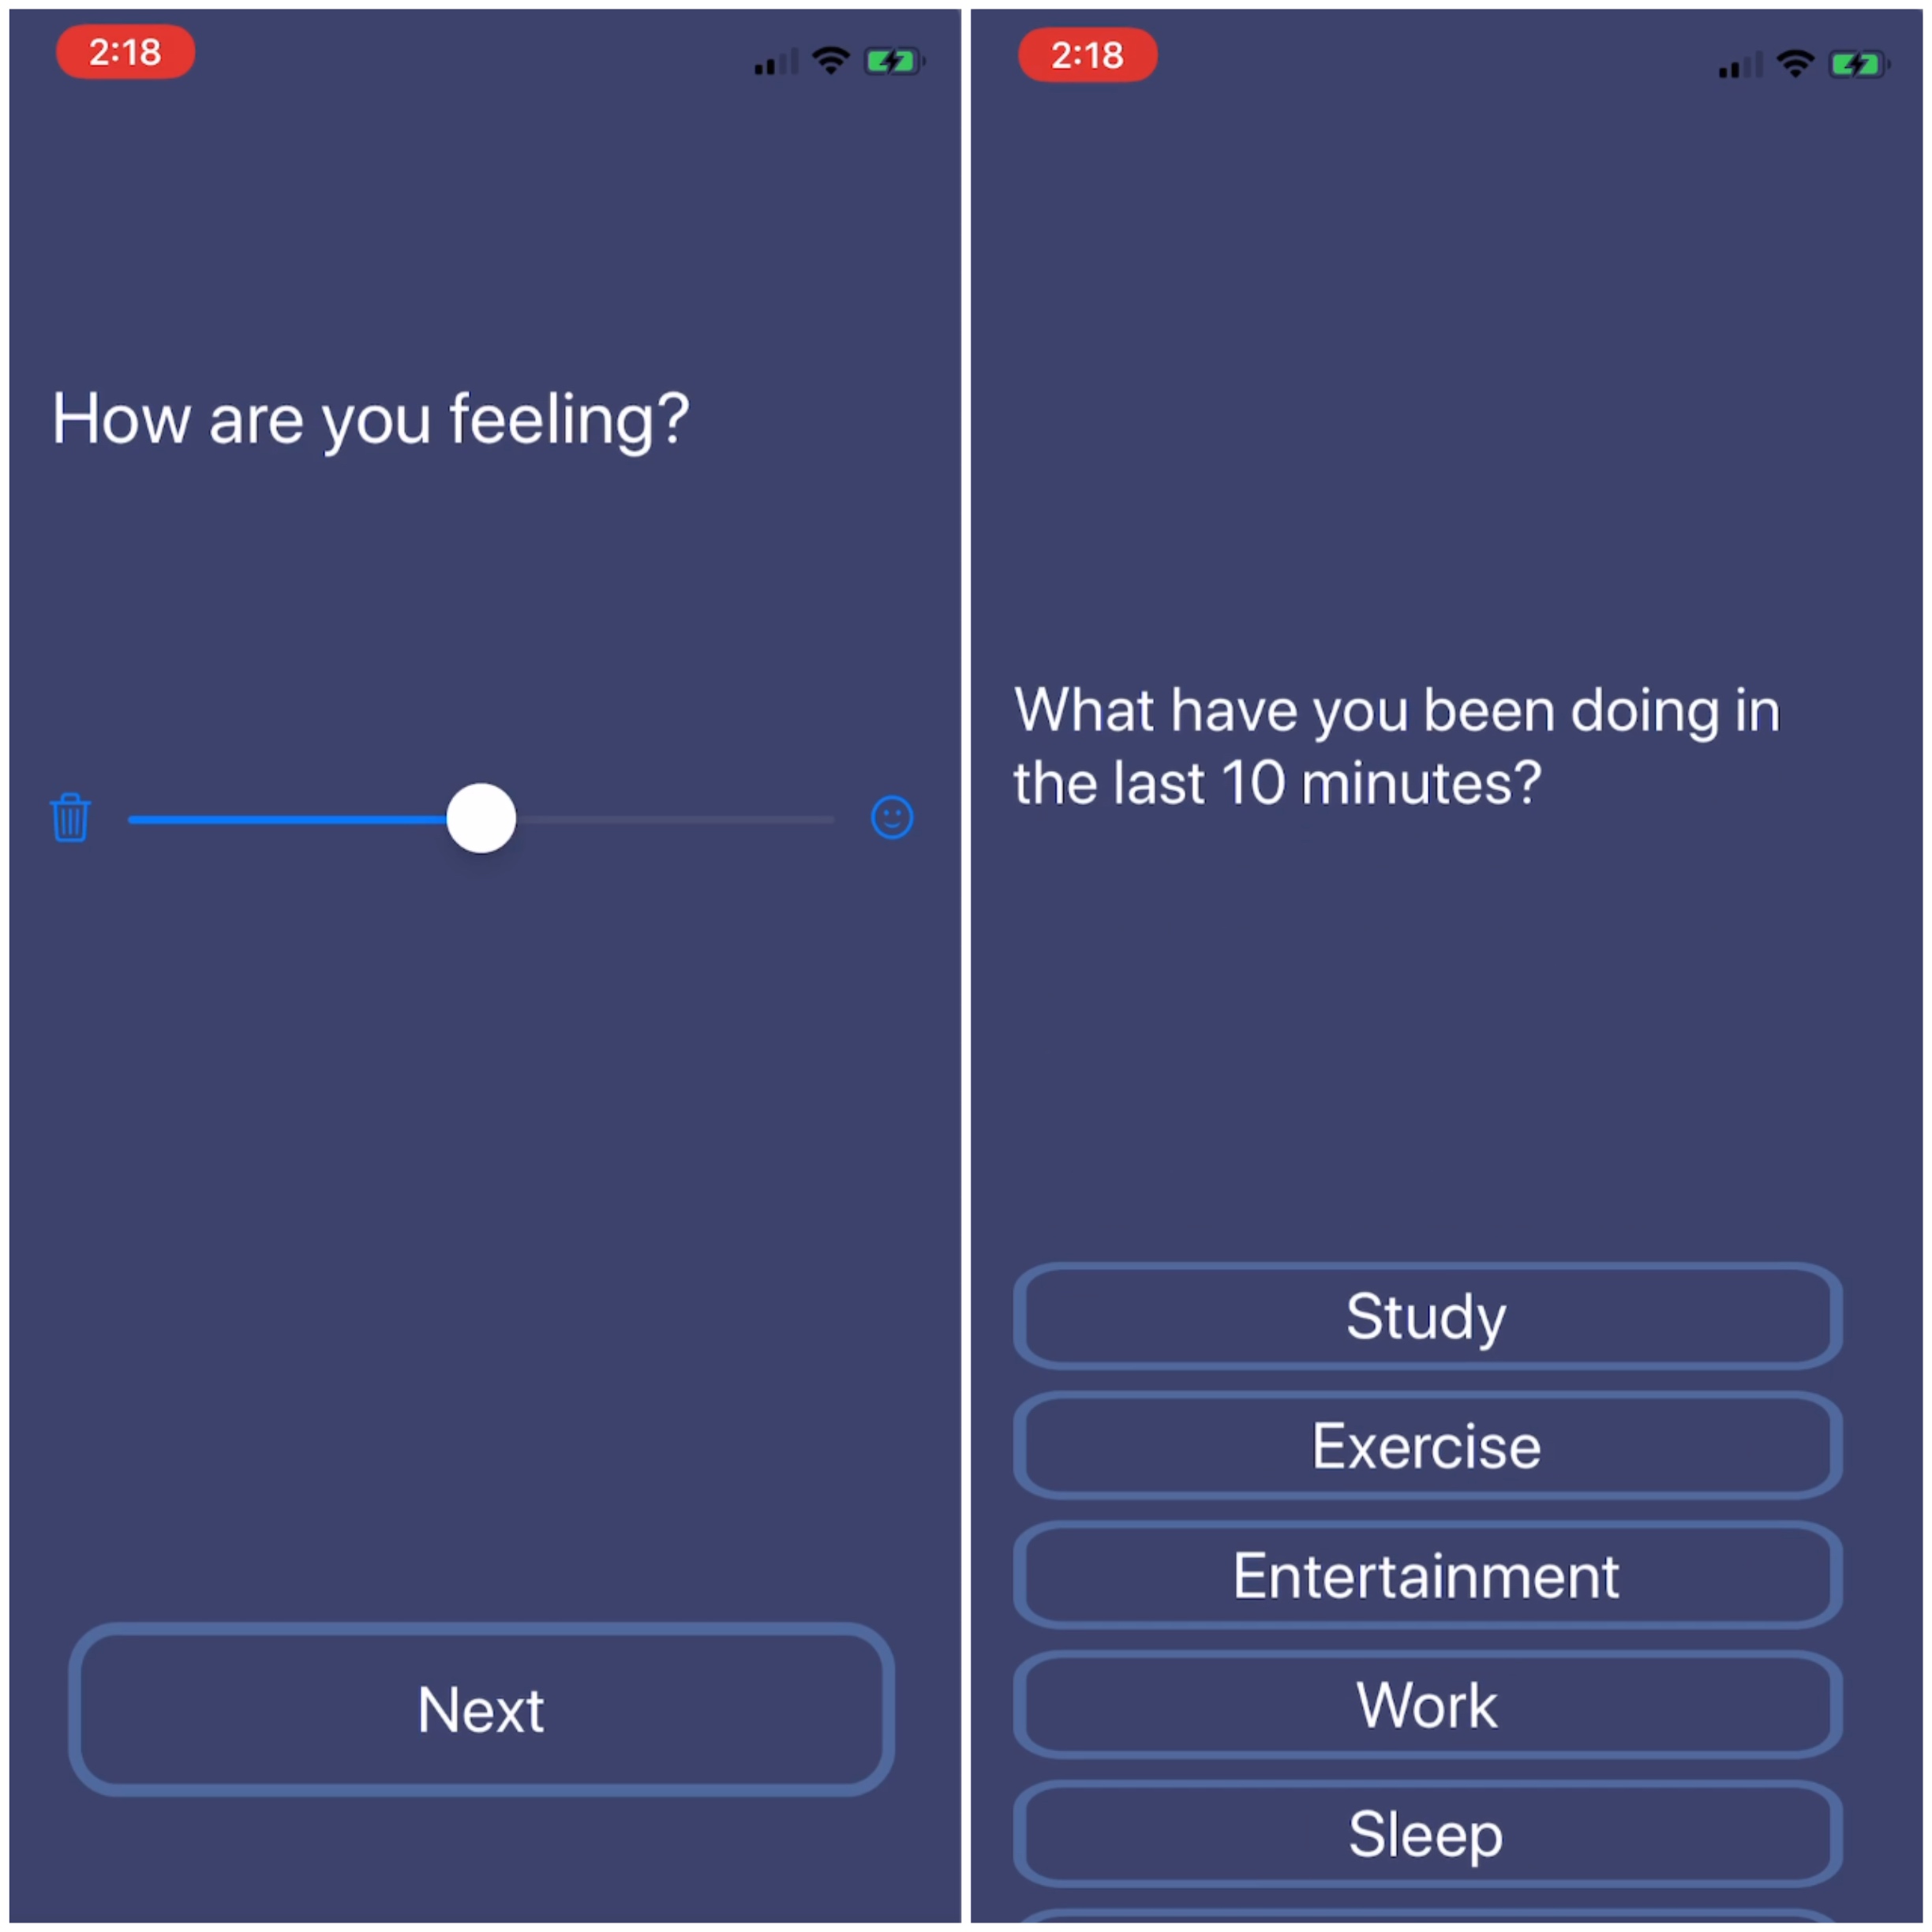 2:18
How are you feeling?
Next
2:18
What have you been doing in
the last 10 minutes?
Study
Exercise
Entertainment
Work
Sleep